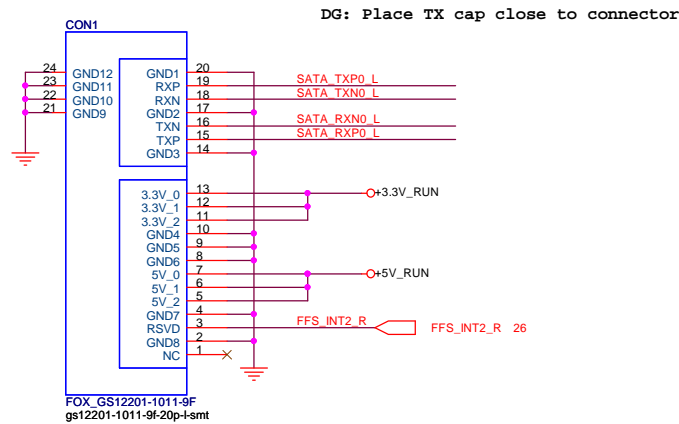 DG: Place TX cap close to connector
CON1
24 GND12 GND1 20
23 GND11 RXP 19 SATA_TXP0_L
22 GND10 RXN 18 SATA_TXN0_L
21 GND9 GND2 17
TXN 16 SATA_RXN0_L
TXP 15 SATA_RXP0_L
GND3 14
3.3V_0 13 +3.3V_RUN
3.3V_1 12
3.3V_2 11
GND4 10
GND5 9
GND6 8
5V_0 7 +5V_RUN
5V_1 6
5V_2 5
GND7 4
RSVD 3 FFS_INT2_R FFS_INT2_R 26
GND8 2
NC 1
FOX_GS12201-1011-9F
gs12201-1011-9f-20p-l-smt